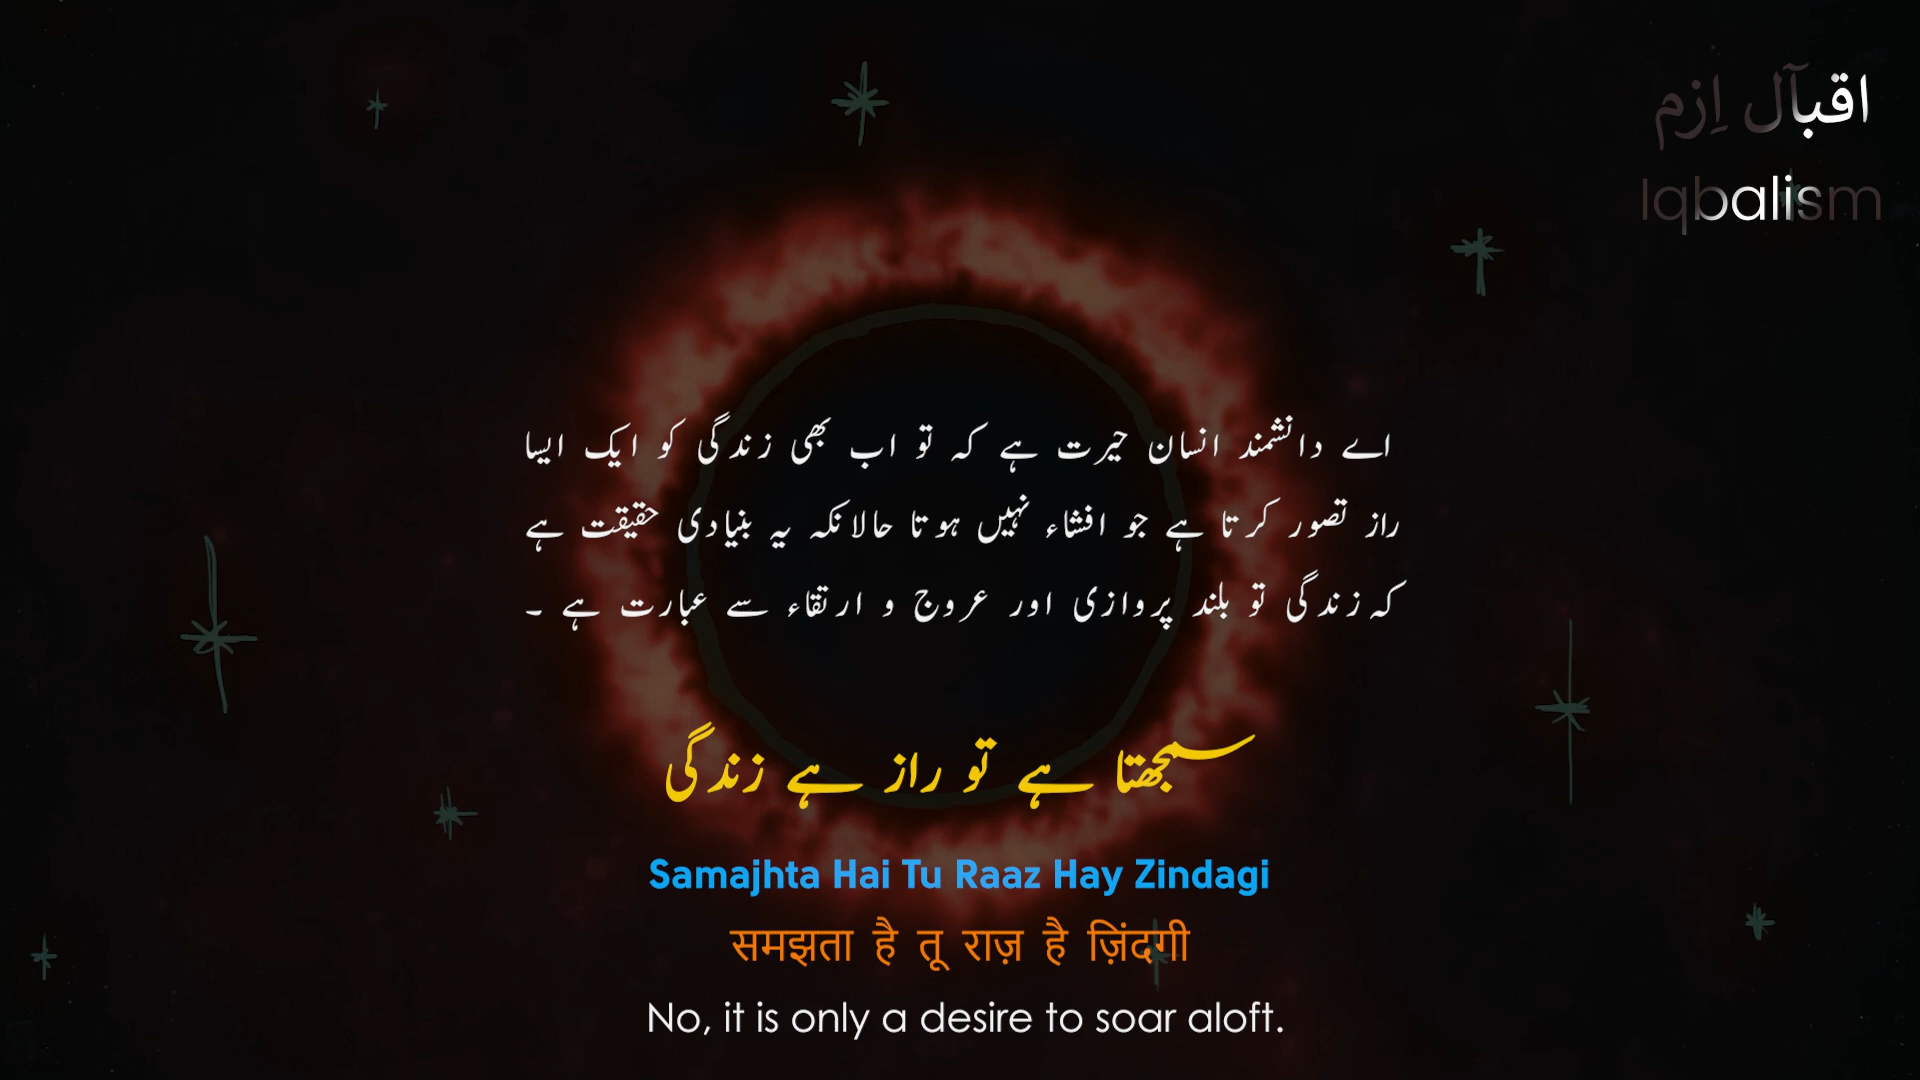 اقبآل اِزم
Iqbalism
اے دانشمند انسان حیرت ہے کہ تو اب بھی زندگی کو ایک ایسا
راز تصور کرتا ہے جو افشاء نہیں ہوتا حالانکہ یہ بنیادی حقیقت ہے
کہ زندگی تو بلند پروازی اور عروج و ارتقاء سے عبارت ہے ۔
سمجھتا ہے تو راز ہے زندگی
Samajhta Hai Tu Raaz Hay Zindagi
समझता है तू राज़ है ज़िंदगी
No, it is only a desire to soar aloft.